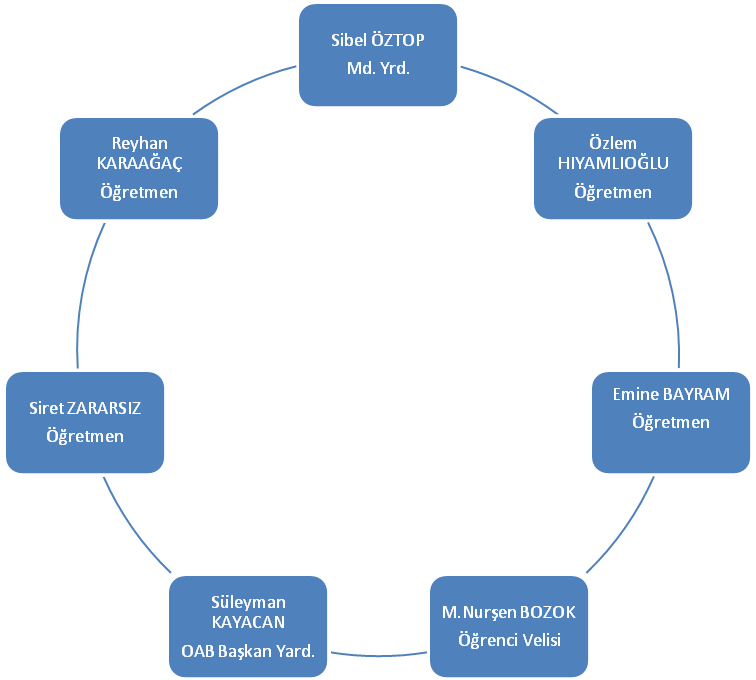 Sibel ÖZTOP
Md. Yrd.
Özlem
HIYAMLIOĞLU
Öğretmen
Emine BAYRAM
Öğretmen
M. Nurşen BOZOK
Öğrenci Velisi
Süleyman
KAYACAN
OAB Başkan Yard.
Siret ZARARSIZ
Öğretmen
Reyhan
KARAAĞAÇ
Öğretmen